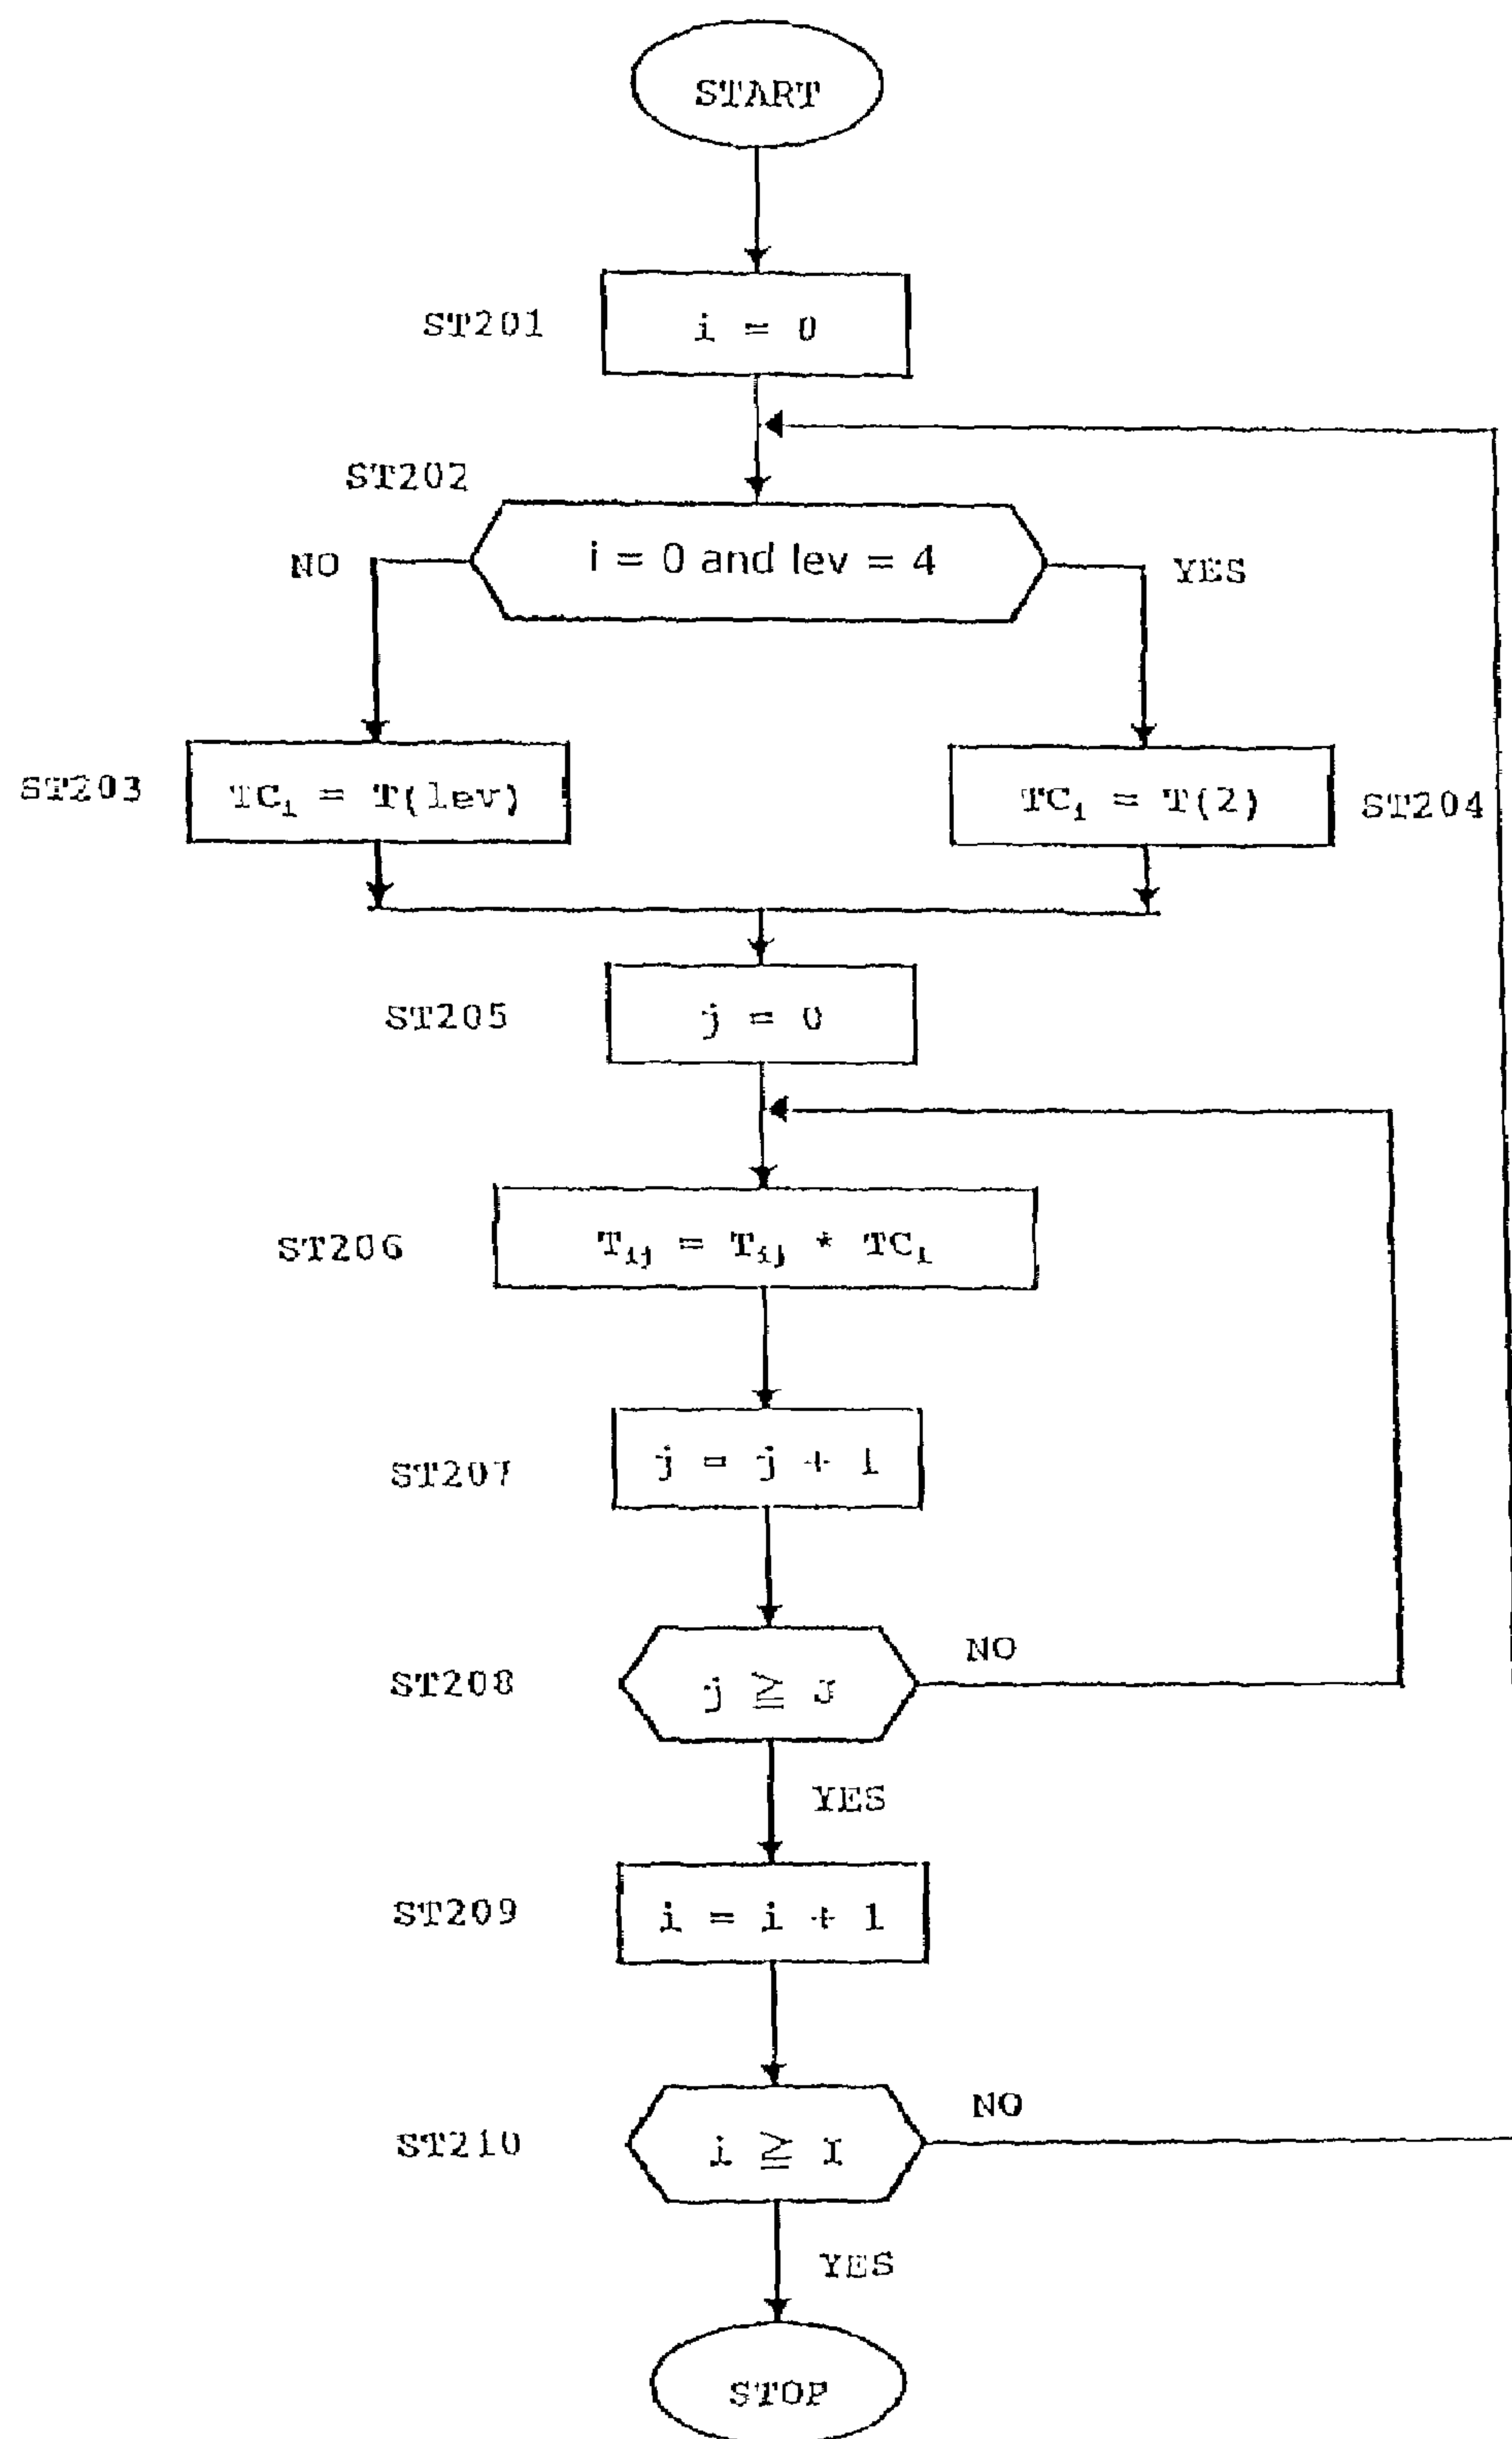 START
ST201
i = 0
ST202
NO
i = 0 and lev = 4
YES
ST203
TCi = T(lev)
TCi = T(2)
ST204
ST205
j = 0
ST206
Tij = Tij * TCi
ST207
j = j + 1
ST208
j ≧ J
NO
YES
ST209
i = i + 1
ST210
i ≧ I
NO
YES
STOP